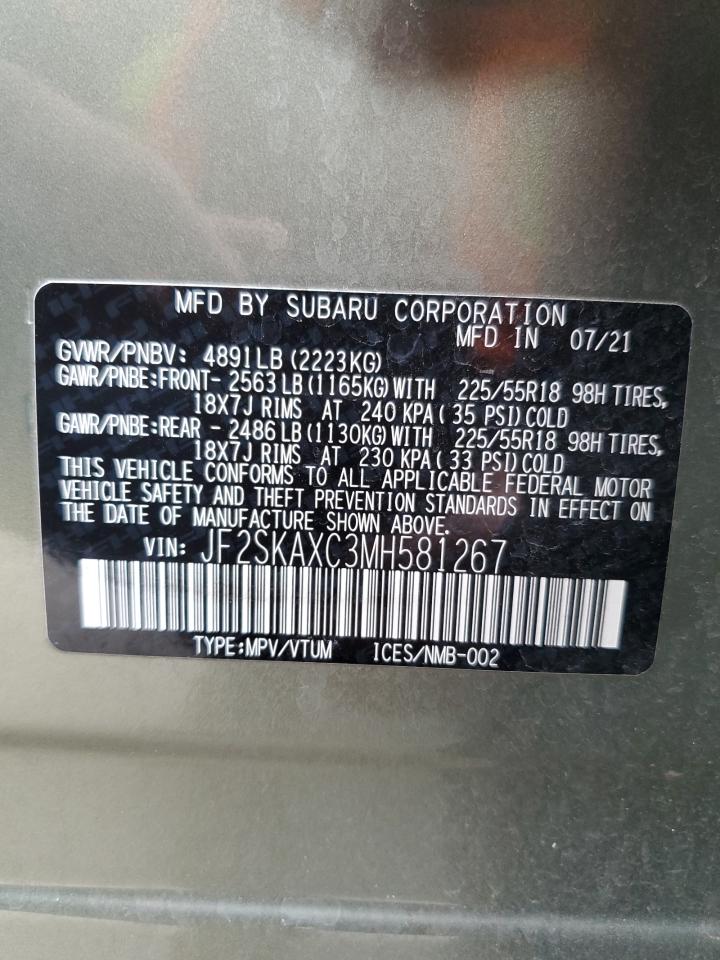 MFD BY SUBARU CORPORATION
MFD IN 07/21
GVWR/PNBV: 4891LB (2223KG)
GAWR/PNBE:FRONT- 2563LB(1165KG)WITH 225/55R18 98H TIRES,
18X7J RIMS AT 240 KPA(35 PSI)COLD
GAWR/PNBE:REAR - 2486LB(1130KG)WITH 225/55R18 98H TIRES,
18X7J RIMS AT 230 KPA(33 PSI)COLD
THIS VEHICLE CONFORMS TO ALL APPLICABLE FEDERAL MOTOR
VEHICLE SAFETY AND THEFT PREVENTION STANDARDS IN EFFECT ON
THE DATE OF MANUFACTURE SHOWN ABOVE.
VIN: JF2SKAXC3MH581267
TYPE:MPV/VTUM ICES/NMB-002